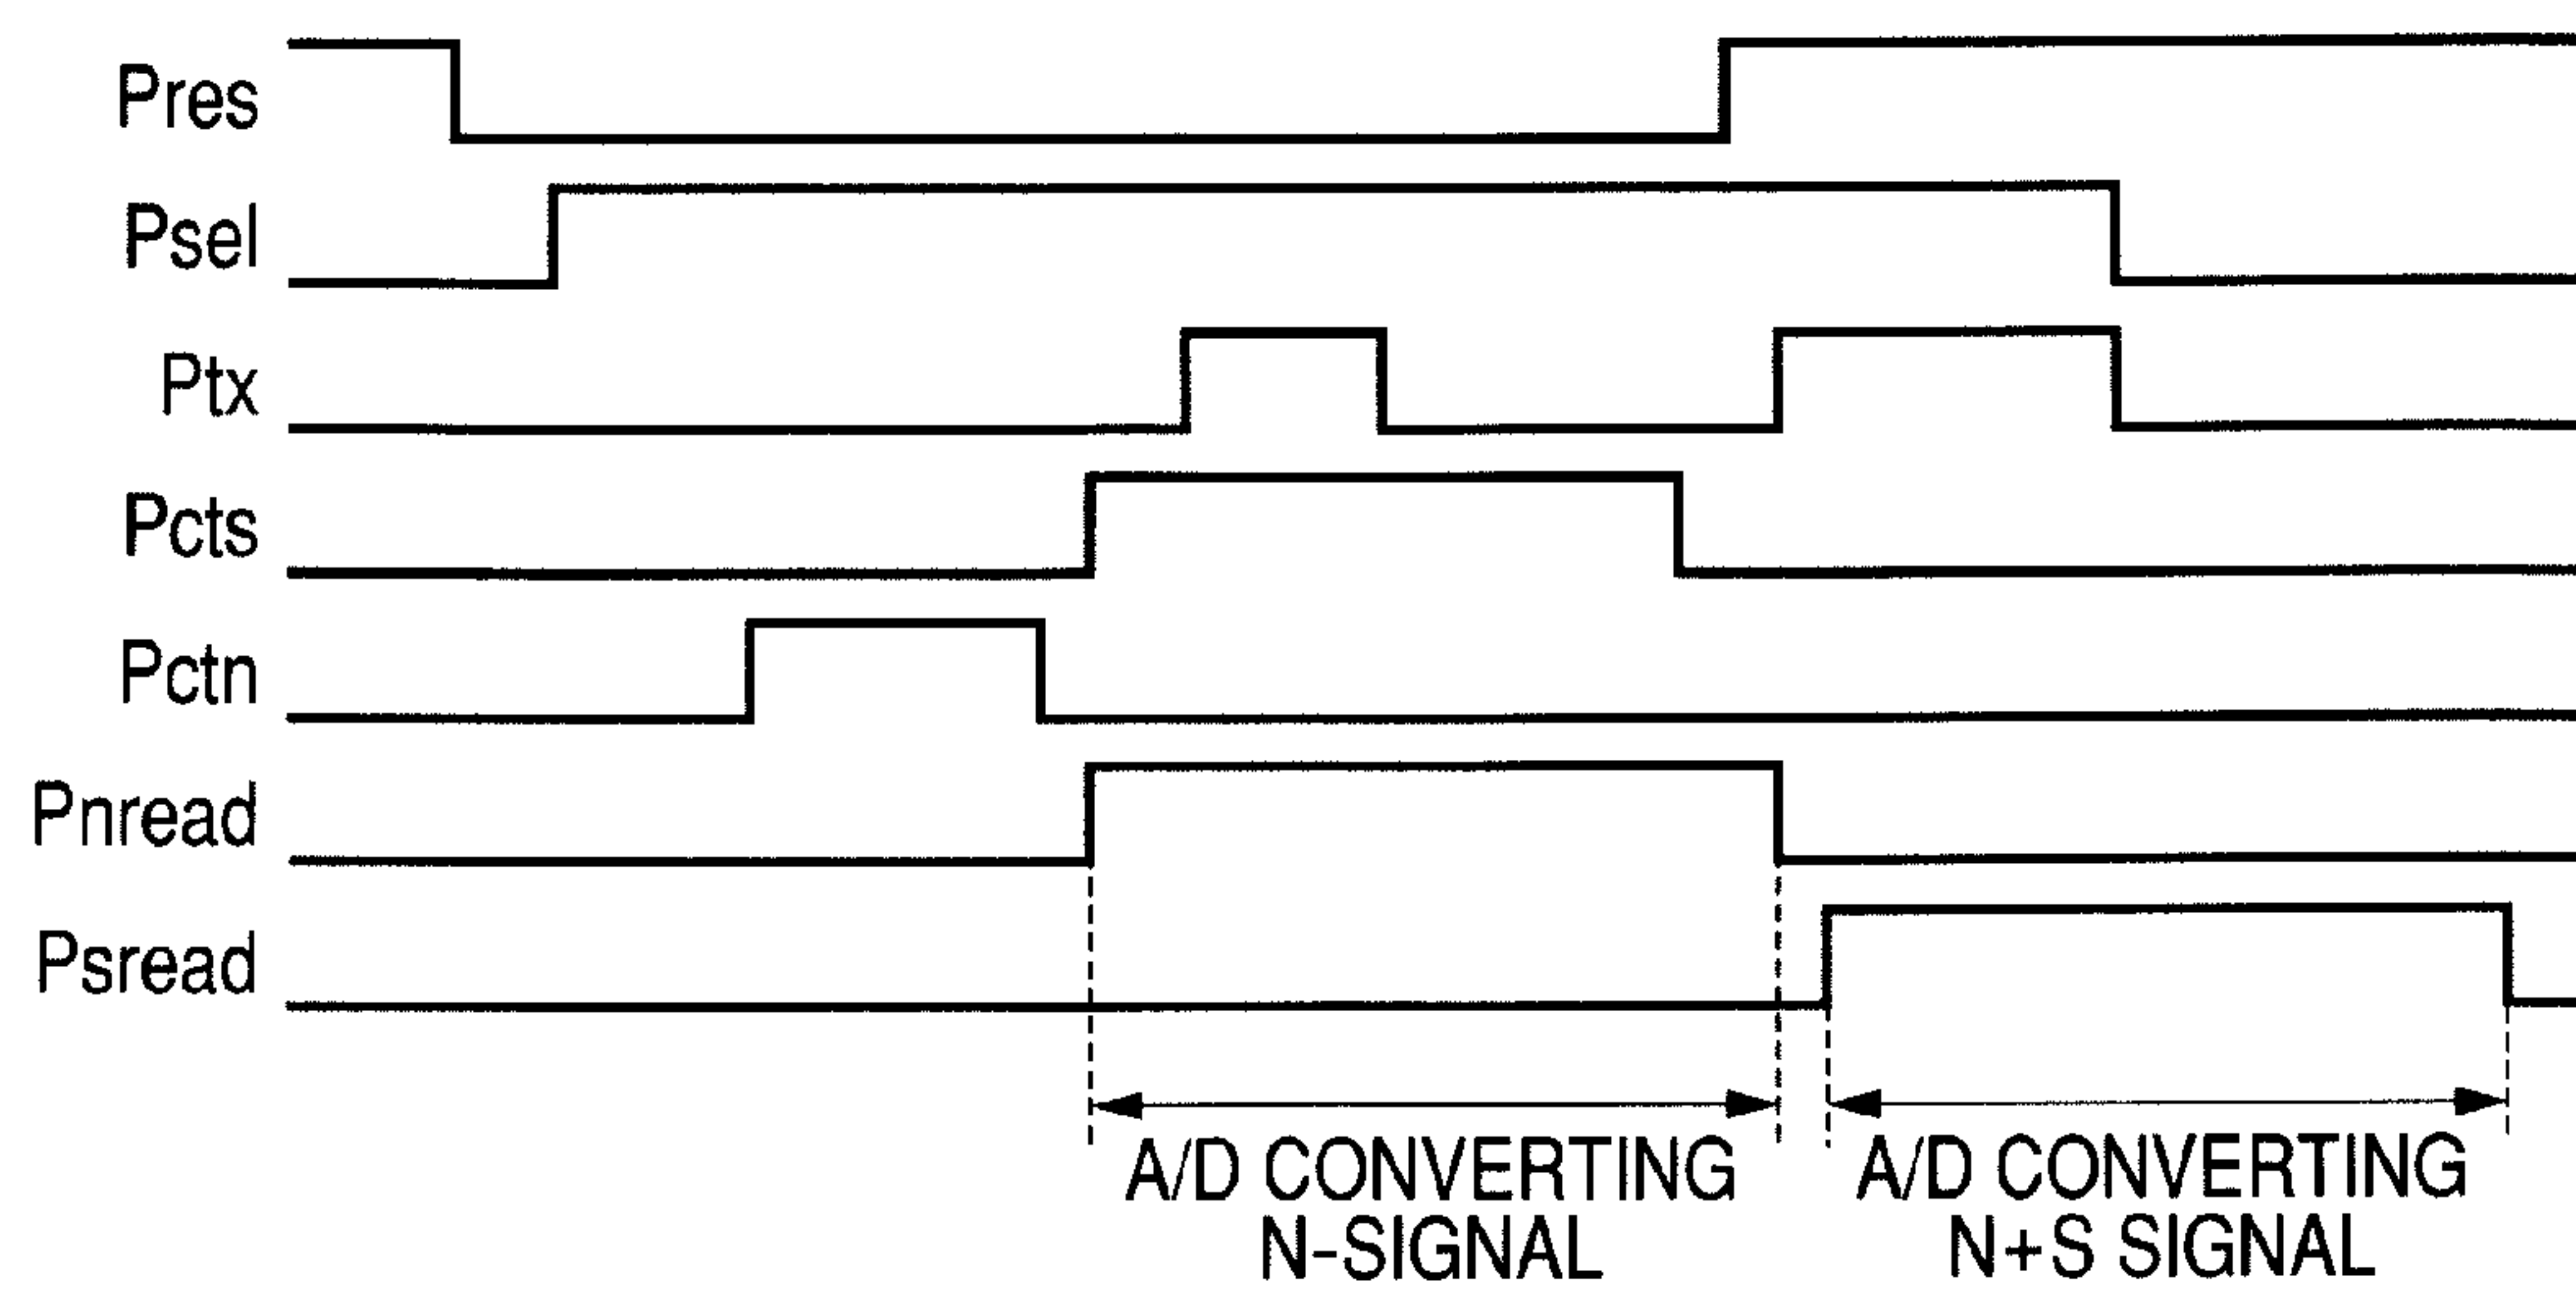 Pres
Psel
Ptx
Pcts
Pctn
Pnread
Psread
A/D CONVERTING
N-SIGNAL
A/D CONVERTING
N+S SIGNAL